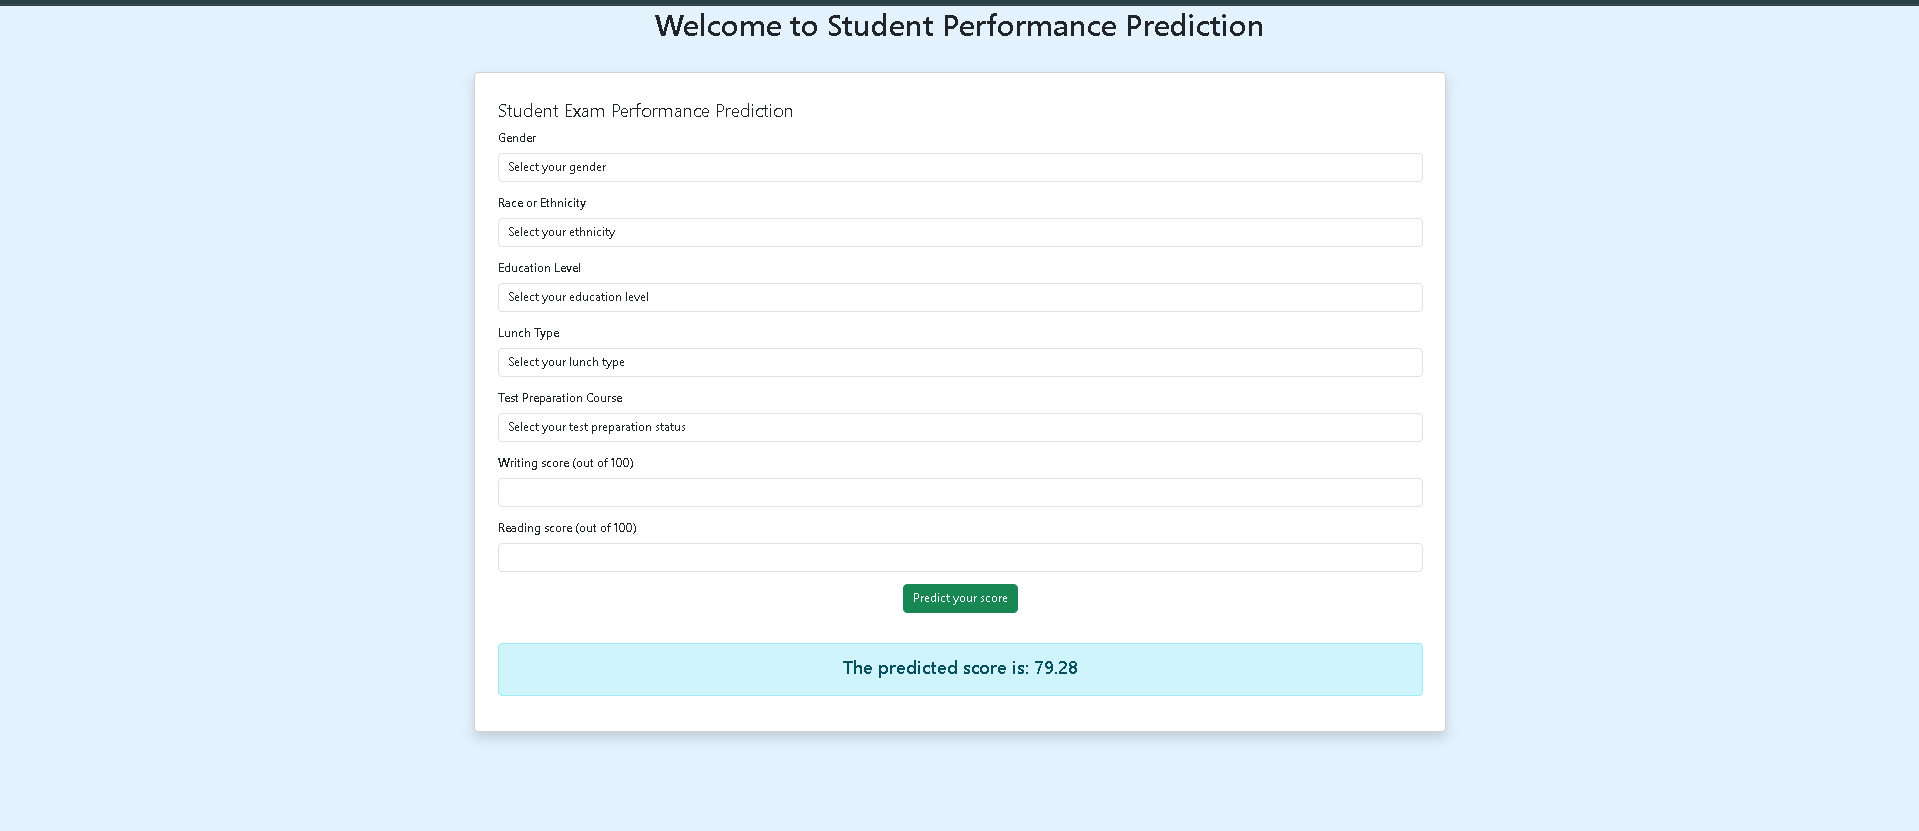 Welcome to Student Performance Prediction
Student Exam Performance Prediction
Gender
Select your gender
Race or Ethnicity
Select your ethnicity
Education Level
Select your education level
Lunch Type
Select your lunch type
Test Preparation Course
Select your test preparation status
Writing score (out of 100)
Reading score (out of 100)
Predict your score
The predicted score is: 79.28